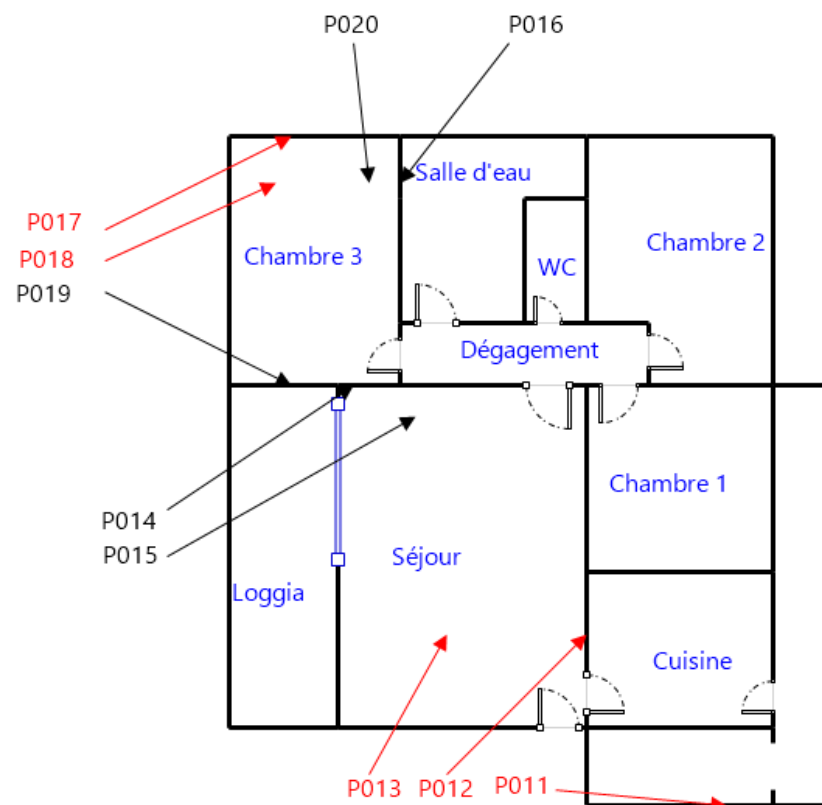 P020
P016
Salle d'eau
P017
P018
P019
Chambre 3
WC
Chambre 2
Dégagement
P014
P015
Séjour
Chambre 1
Loggia
Cuisine
P013
P012
P011